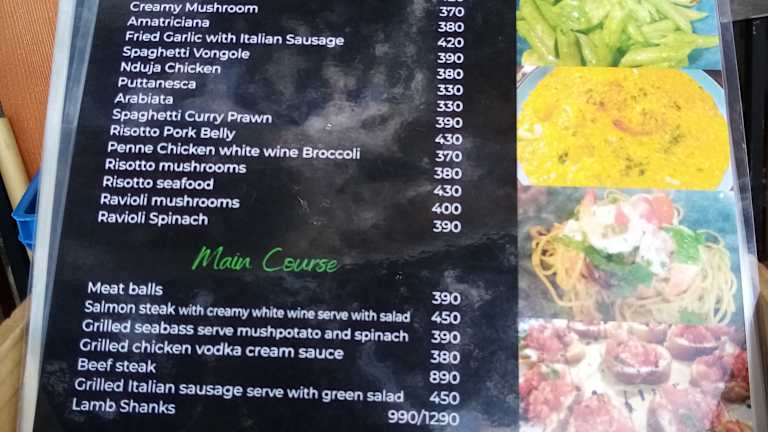 Creamy Mushroom 370
Amatriciana 380
Fried Garlic with Italian Sausage 420
Spaghetti Vongole 390
Nduja Chicken 380
Puttanesca 330
Arabiata 330
Spaghetti Curry Prawn 390
Risotto Pork Belly 430
Penne Chicken white wine Broccoli 370
Risotto mushrooms 380
Risotto seafood 430
Ravioli mushrooms 400
Ravioli Spinach 390
Main Course
Meat balls 390
Salmon steak with creamy white wine serve with salad 450
Grilled seabass serve mushpotato and spinach 390
Grilled chicken vodka cream sauce 380
Beef steak 890
Grilled Italian sausage serve with green salad 450
Lamb Shanks 990/1290